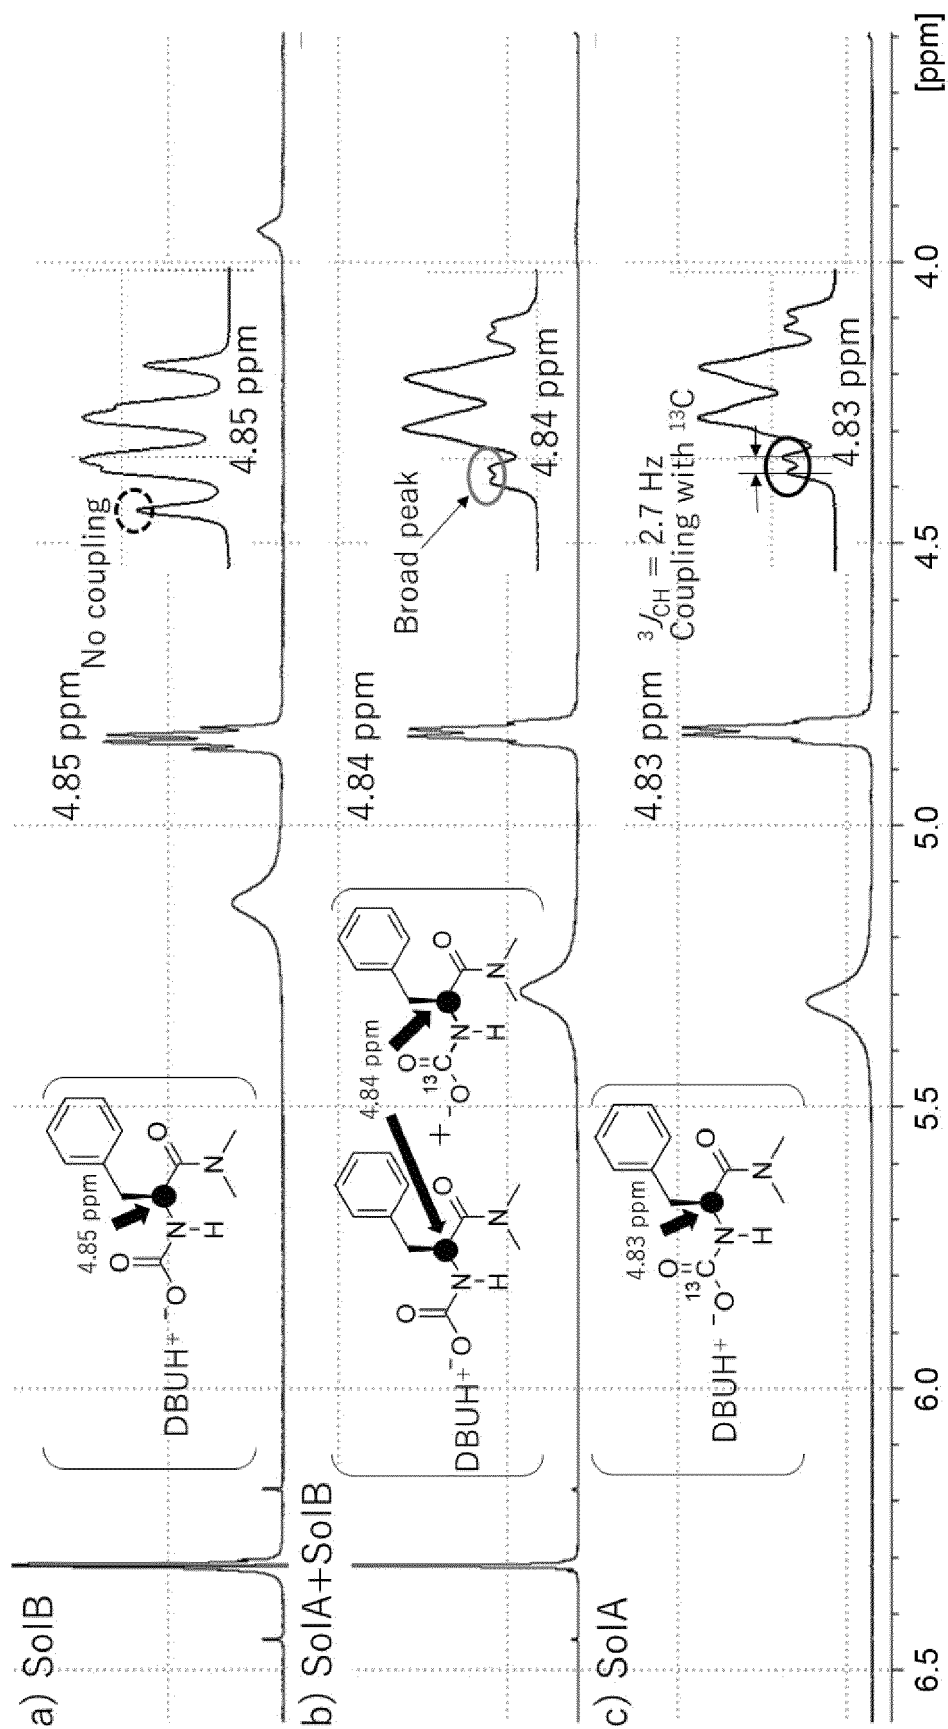 a) SolB
4.85 ppm
No coupling
4.85 ppm
4.85 ppm
O
N
H
O
N
DBUH+ -O
b) SolA+SolB
4.84 ppm
Broad peak
4.84 ppm
4.84 ppm
O
N
H
O
N
DBUH+ -O
+
O
13C
-O
N
H
O
N
c) SolA
4.83 ppm
3JCH = 2.7 Hz
Coupling with 13C
4.83 ppm
4.83 ppm
O
13C
N
H
O
N
DBUH+ -O
6.5 6.0 5.5 5.0 4.5 4.0 [ppm]